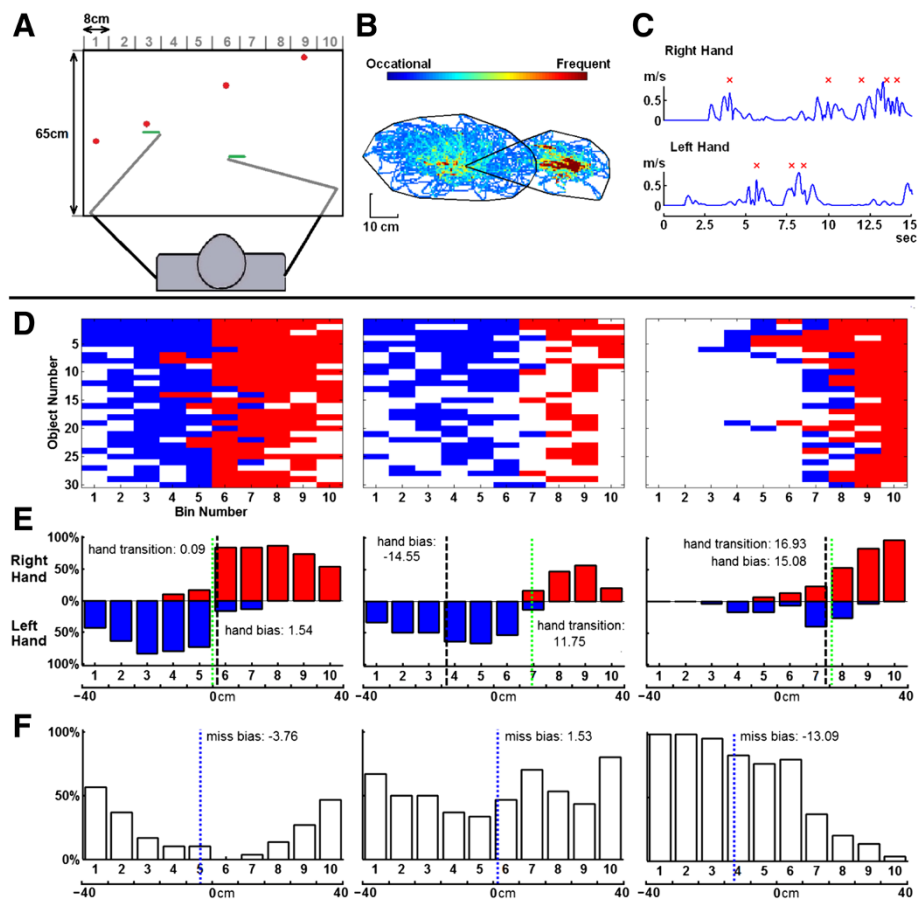 A
8cm
1 2 3 4 5 6 7 8 9 10
65cm
B
Occational Frequent
10 cm
C
Right Hand
m/s
0.5
0
Left Hand
m/s
0.5
0
0 2.5 5 7.5 10 12.5 15
sec
D
Object Number
5
10
15
20
25
30
1 2 3 4 5 6 7 8 9 10
Bin Number
1 2 3 4 5 6 7 8 9 10
1 2 3 4 5 6 7 8 9 10
E
100%
50%
0%
50%
100%
Right
Hand
Left
Hand
hand transition: 0.09
hand bias: 1.54
1 2 3 4 5 6 7 8 9 10
−40 0cm 40
hand bias:
-14.55
hand transition:
11.75
1 2 3 4 5 6 7 8 9 10
−40 0cm 40
hand transition: 16.93
hand bias: 15.08
1 2 3 4 5 6 7 8 9 10
−40 0cm 40
F
100%
50%
0%
miss bias: -3.76
1 2 3 4 5 6 7 8 9 10
−40 0cm 40
miss bias: 1.53
1 2 3 4 5 6 7 8 9 10
−40 0cm 40
miss bias: -13.09
1 2 3 4 5 6 7 8 9 10
−40 0cm 40